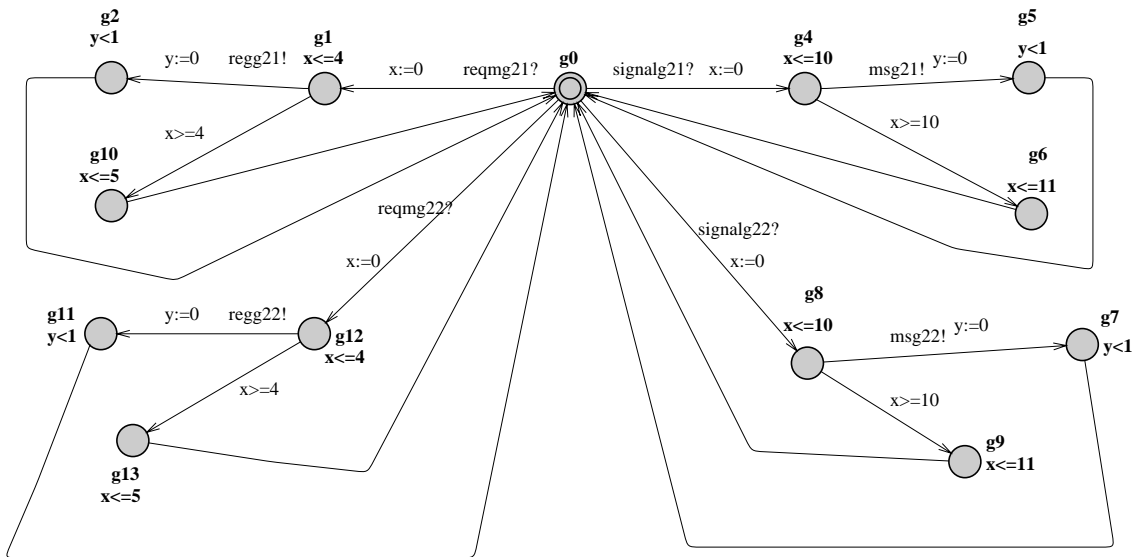 g2
y<1
y:=0
regg21!
g1
x<=4
x:=0
reqmg21?
g0
signalg21?
x:=0
g4
x<=10
msg21!
y:=0
g5
y<1
x>=4
g10
x<=5
x>=10
g6
x<=11
reqmg22?
x:=0
signalg22?
x:=0
g11
y<1
y:=0
regg22!
g12
x<=4
x>=4
g13
x<=5
g8
x<=10
msg22!
y:=0
g7
y<1
x>=10
g9
x<=11